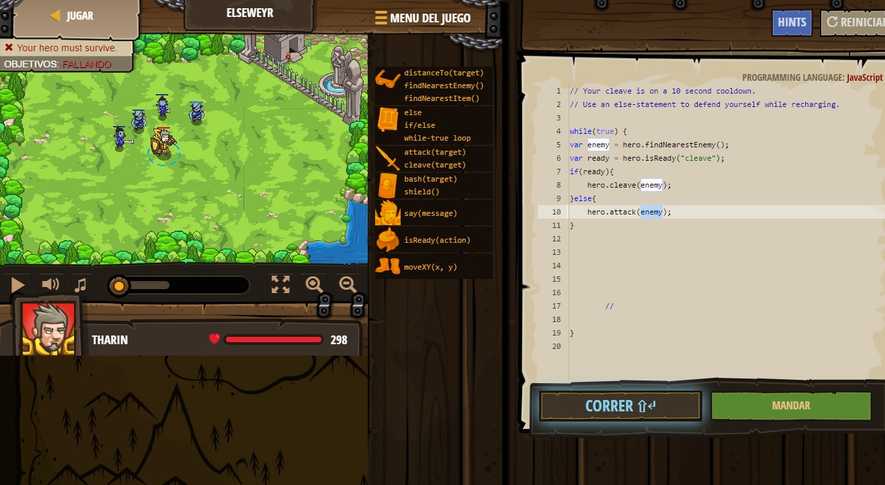 JUGAR
ELSEWEYR
MENU DEL JUEGO
HINTS
REINICIA
Your hero must survive.
OBJETIVOS: FALLANDO
distanceTo(target)
findNearestEnemy()
findNearestItem()
else
if/else
while-true loop
attack(target)
cleave(target)
bash(target)
shield()
say(message)
isReady(action)
moveXY(x, y)
PROGRAMMING LANGUAGE: JavaScript
1 // Your cleave is on a 10 second cooldown.
2 // Use an else-statement to defend yourself while recharging.
3
4 while(true) {
5 var enemy = hero.findNearestEnemy();
6 var ready = hero.isReady("cleave");
7 if(ready){
8 hero.cleave(enemy);
9 }else{
10 hero.attack(enemy);
11 }
12
13
14
15
16
17 //
18
19 }
20
THARIN
298
CORRER ⇧↵
MANDAR